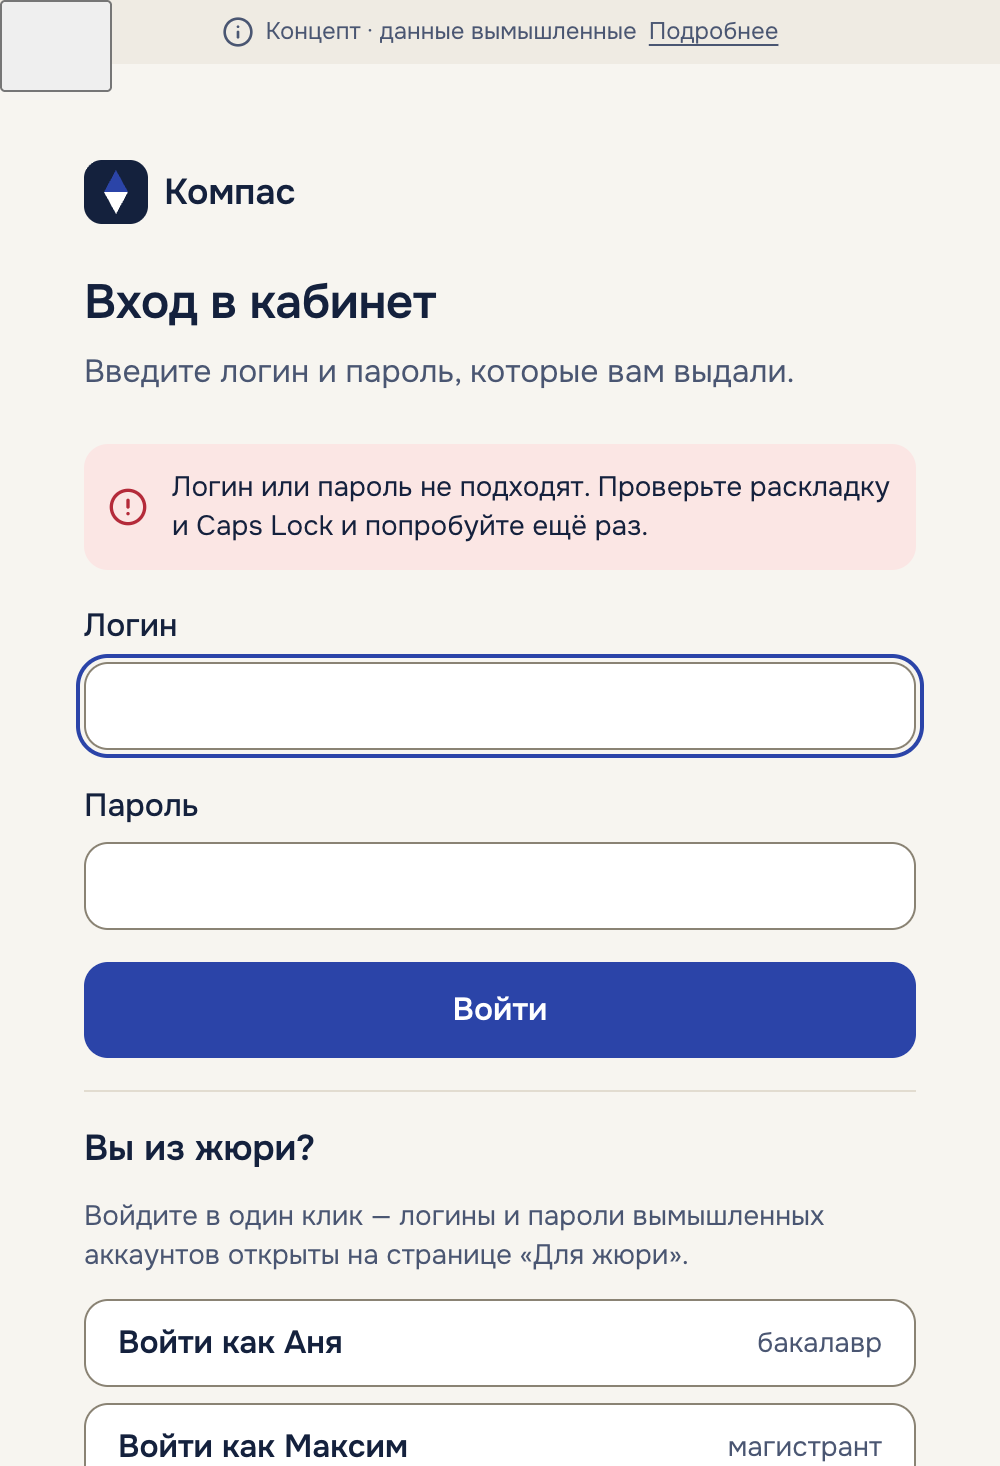 Концепт · данные вымышленные Подробнее
Компас
Вход в кабинет
Введите логин и пароль, которые вам выдали.
Логин или пароль не подходят. Проверьте раскладку
и Caps Lock и попробуйте ещё раз.
Логин
Пароль
Войти
Вы из жюри?
Войдите в один клик — логины и пароли вымышленных
аккаунтов открыты на странице «Для жюри».
Войти как Аня бакалавр
Войти как Максим магистрант